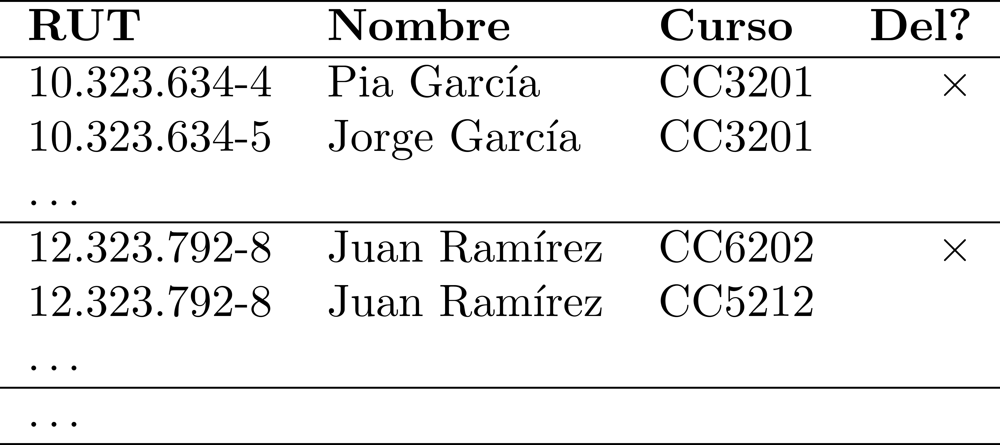 RUT Nombre Curso Del?
10.323.634-4 Pia García CC3201 ×
10.323.634-5 Jorge García CC3201
...
12.323.792-8 Juan Ramírez CC6202 ×
12.323.792-8 Juan Ramírez CC5212
...
...